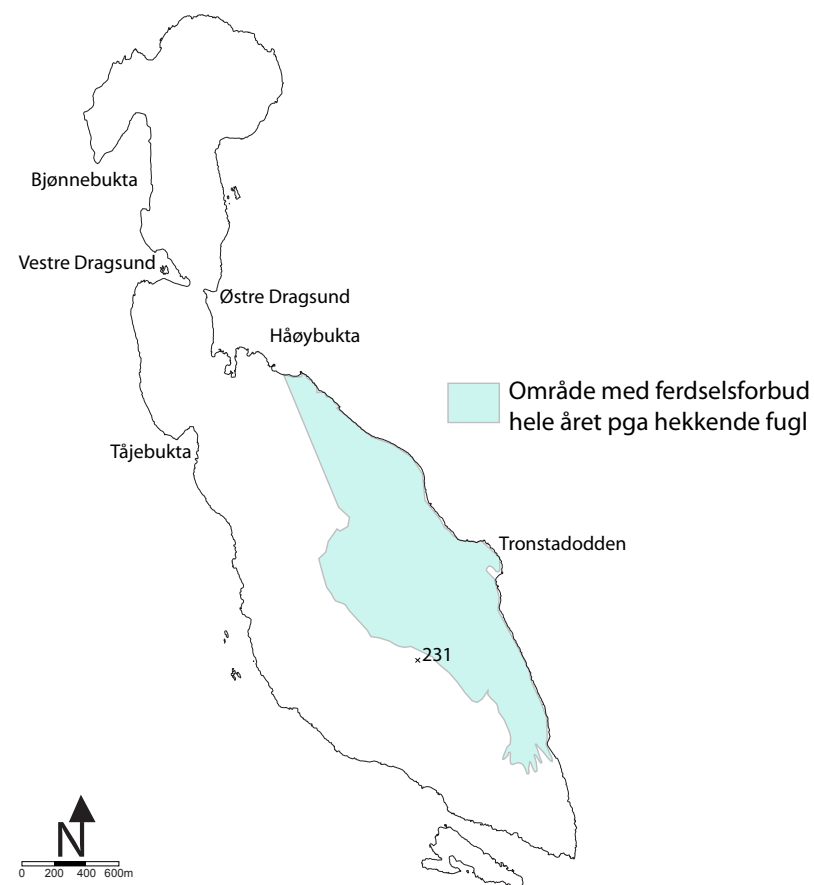 Bjønnebukta
Vestre Dragsund
Østre Dragsund
Håøybukta
Område med ferdselsforbud
hele året pga hekkende fugl
Tåjebukta
Tronstadodden
×231
N
0 200 400 600m